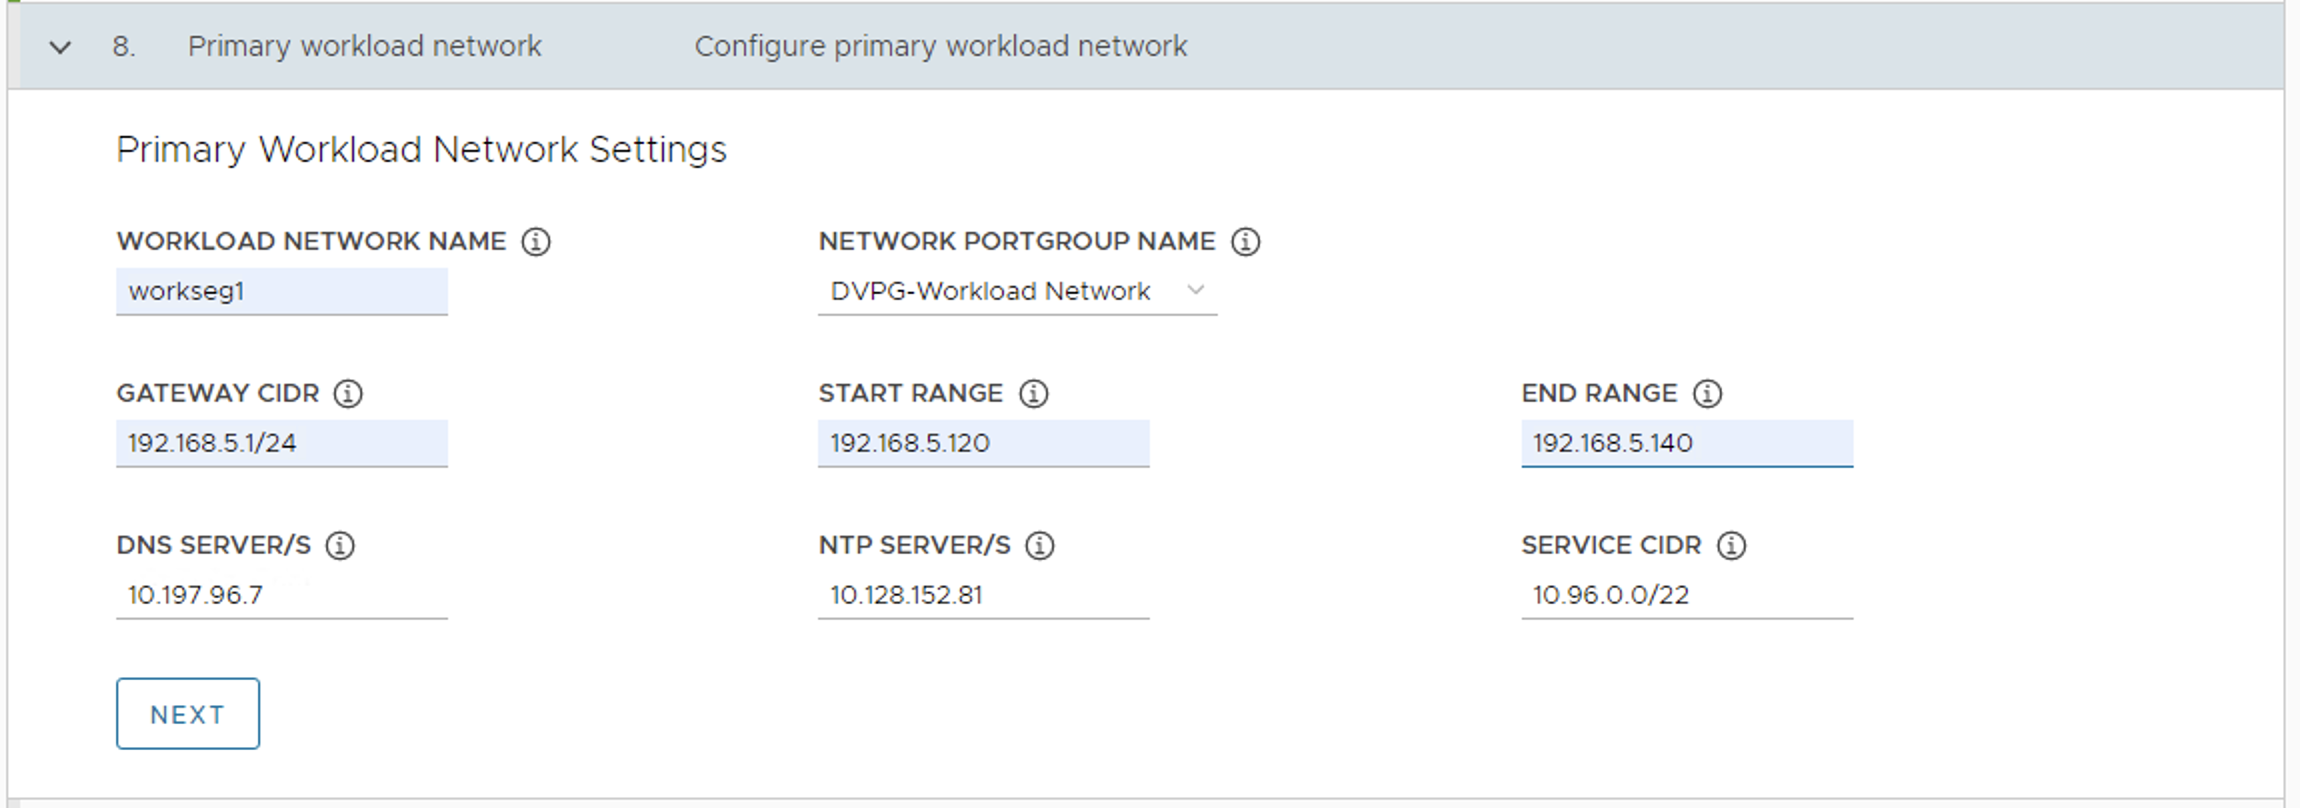 8. Primary workload network Configure primary workload network
Primary Workload Network Settings
WORKLOAD NETWORK NAME NETWORK PORTGROUP NAME
workseg1 DVPG-Workload Network
GATEWAY CIDR START RANGE END RANGE
192.168.5.1/24 192.168.5.120 192.168.5.140
DNS SERVER/S NTP SERVER/S SERVICE CIDR
10.197.96.7 10.128.152.81 10.96.0.0/22
NEXT